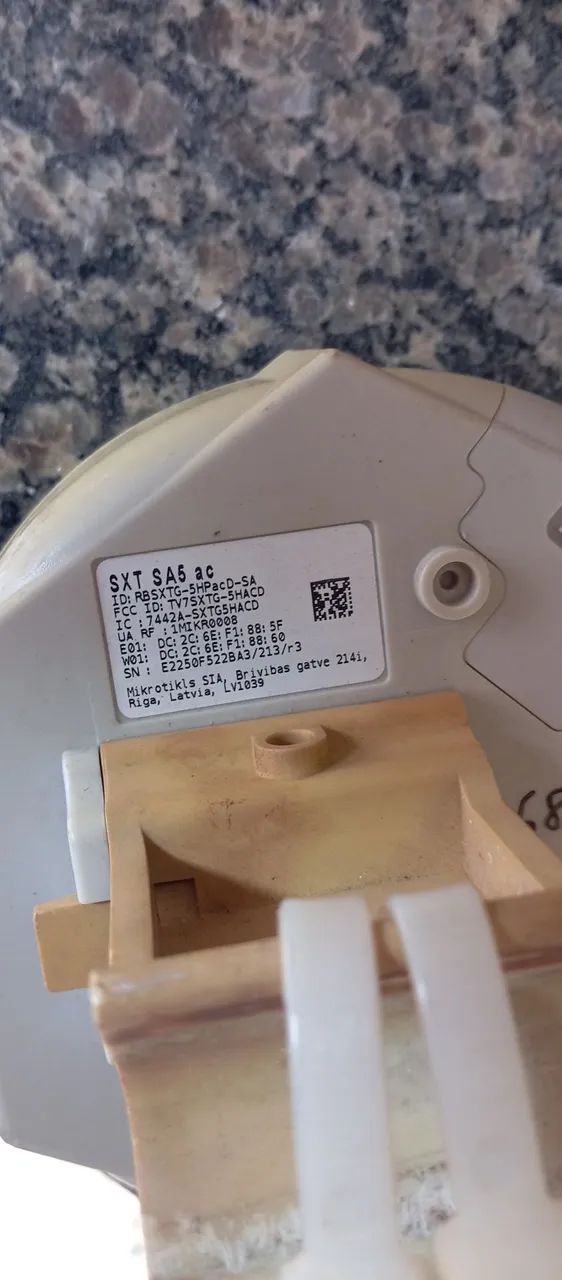 SXT SA5 ac
ID: RBSXTG-5HPacD-SA
FCC ID: TV7SXTG-5HACD
IC : 7442A-SXTG5HACD
UA RF : 1MIKR0008
E01: DC: 2C: 6E: F1: 88: 5F
W01: DC: 2C: 6E: F1: 88: 60
SN : E2250F522BA3/213/r3
Mikrotikls SIA, Brivibas gatve 214i,
Riga, Latvia, LV1039
68